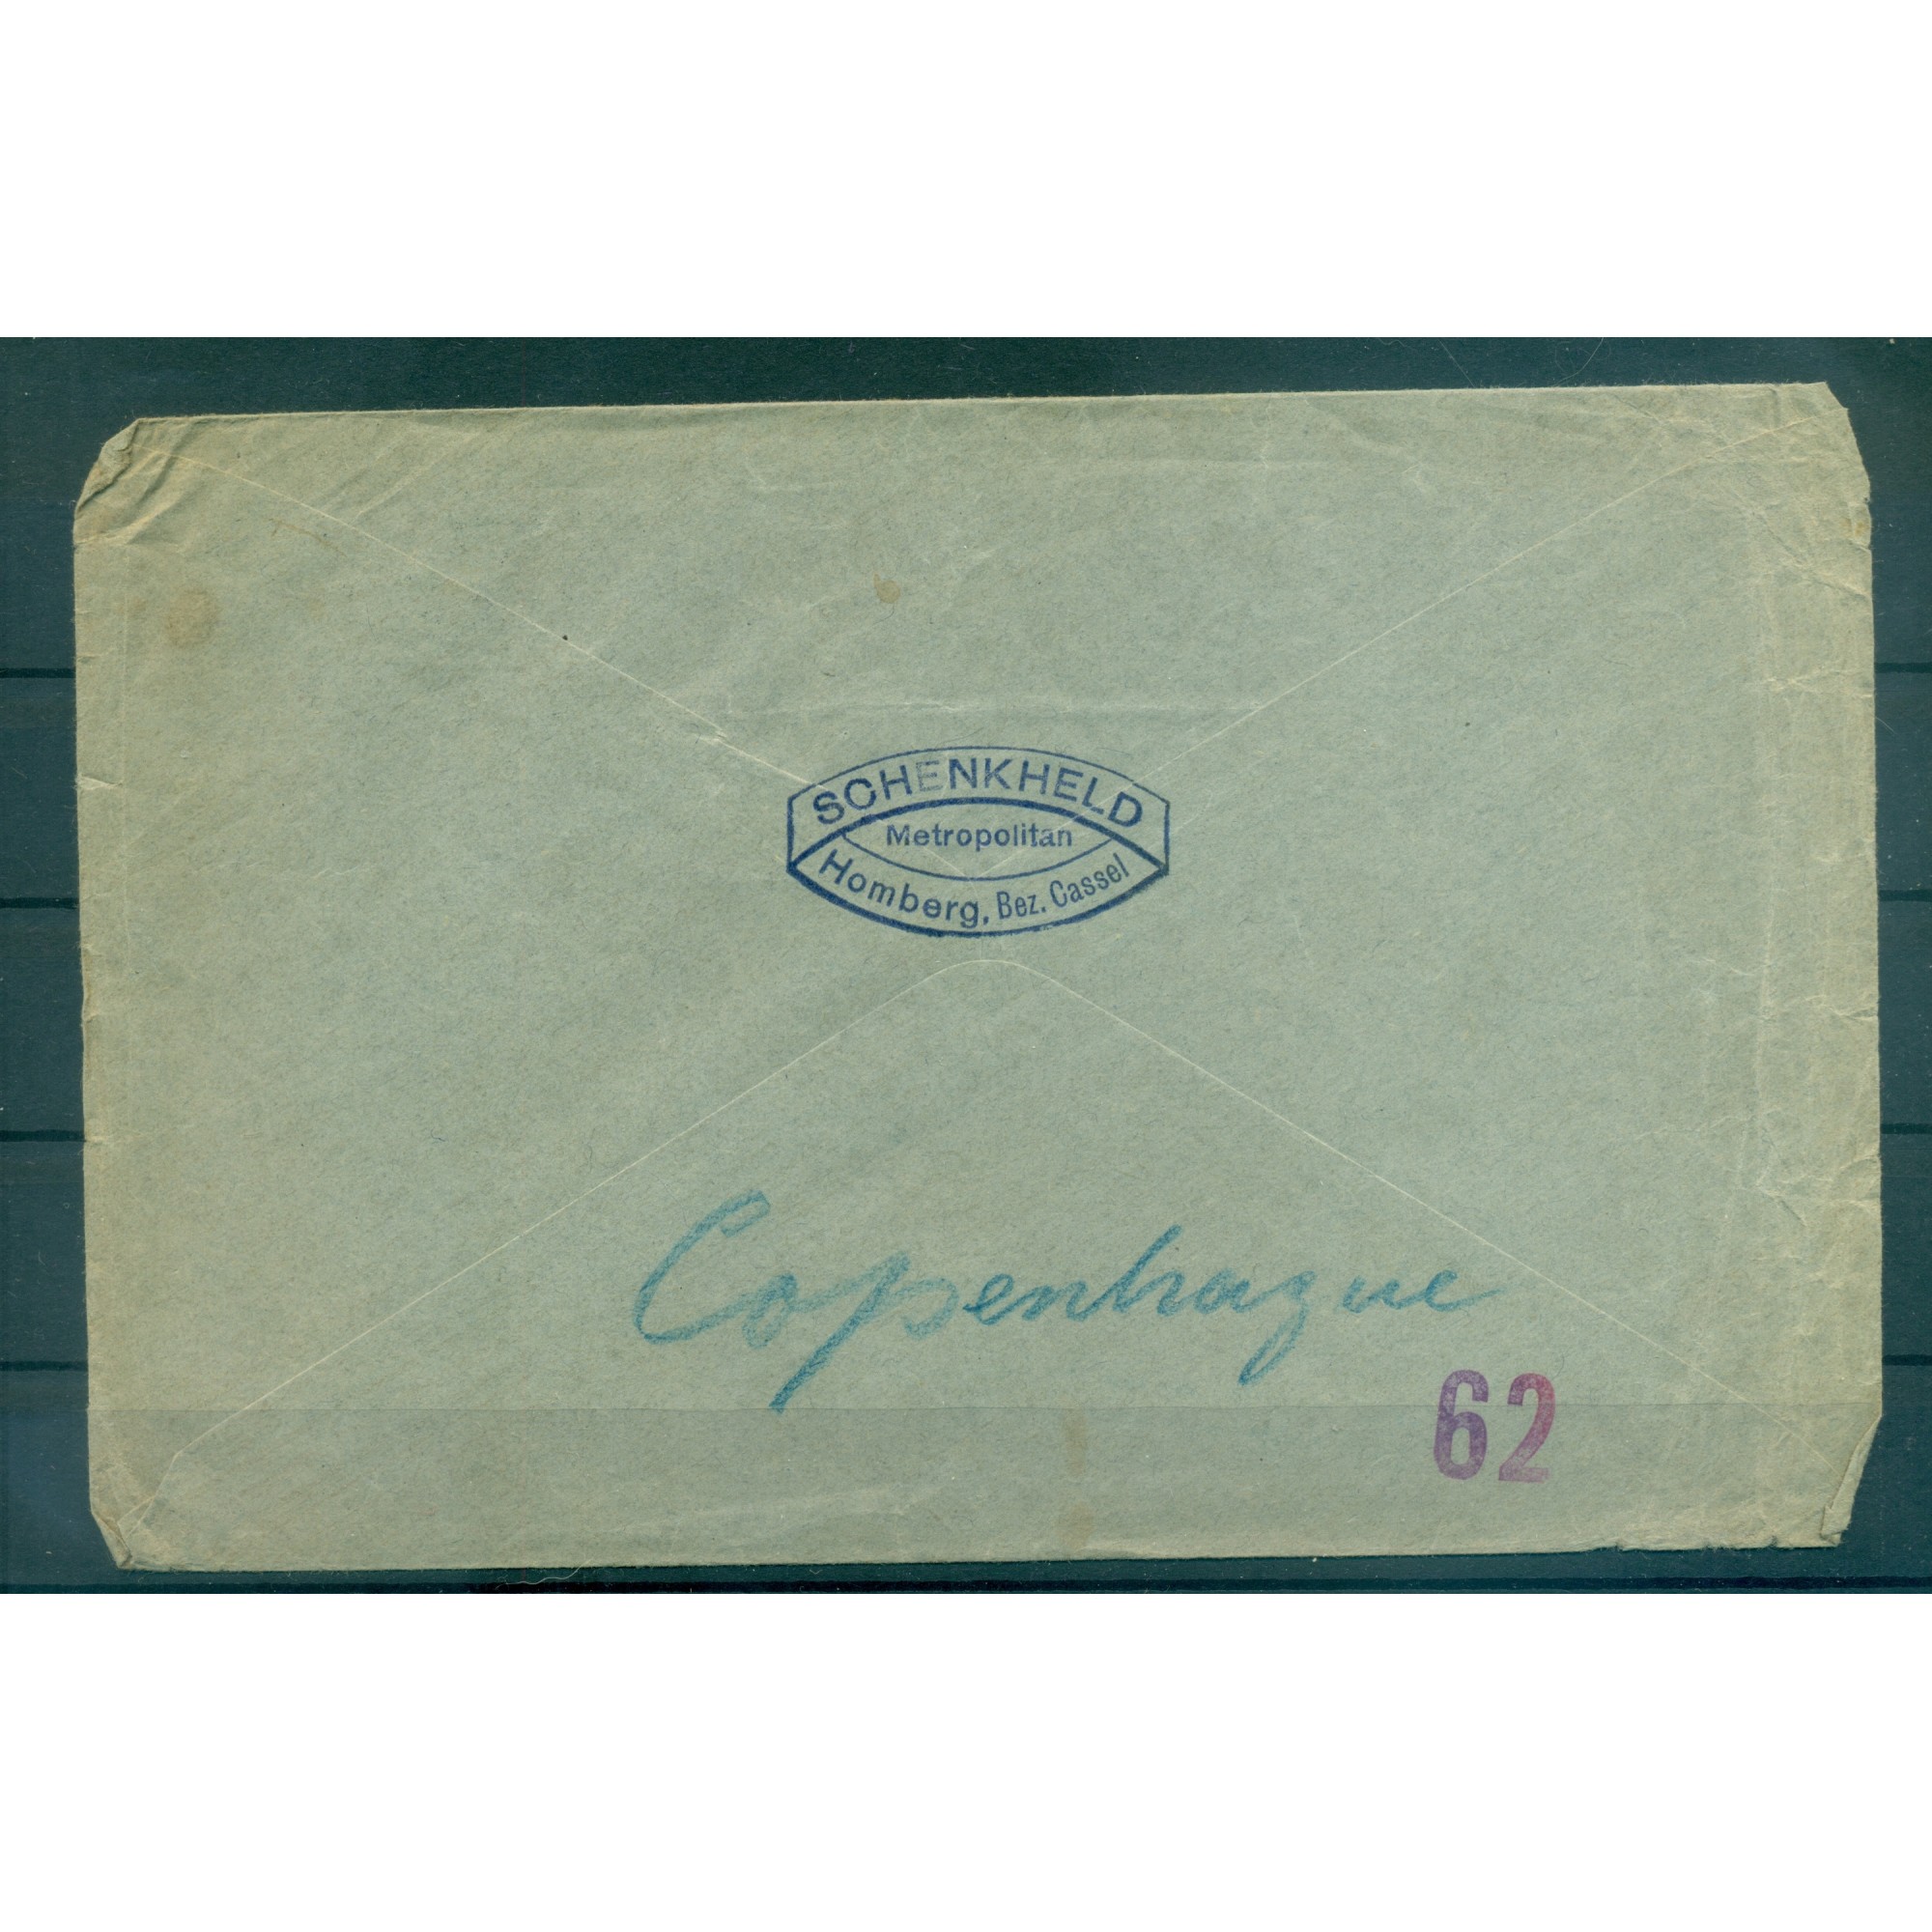 SCHENKHELD
Metropolitan
Homberg, Bez. Cassel
Copenhague
62